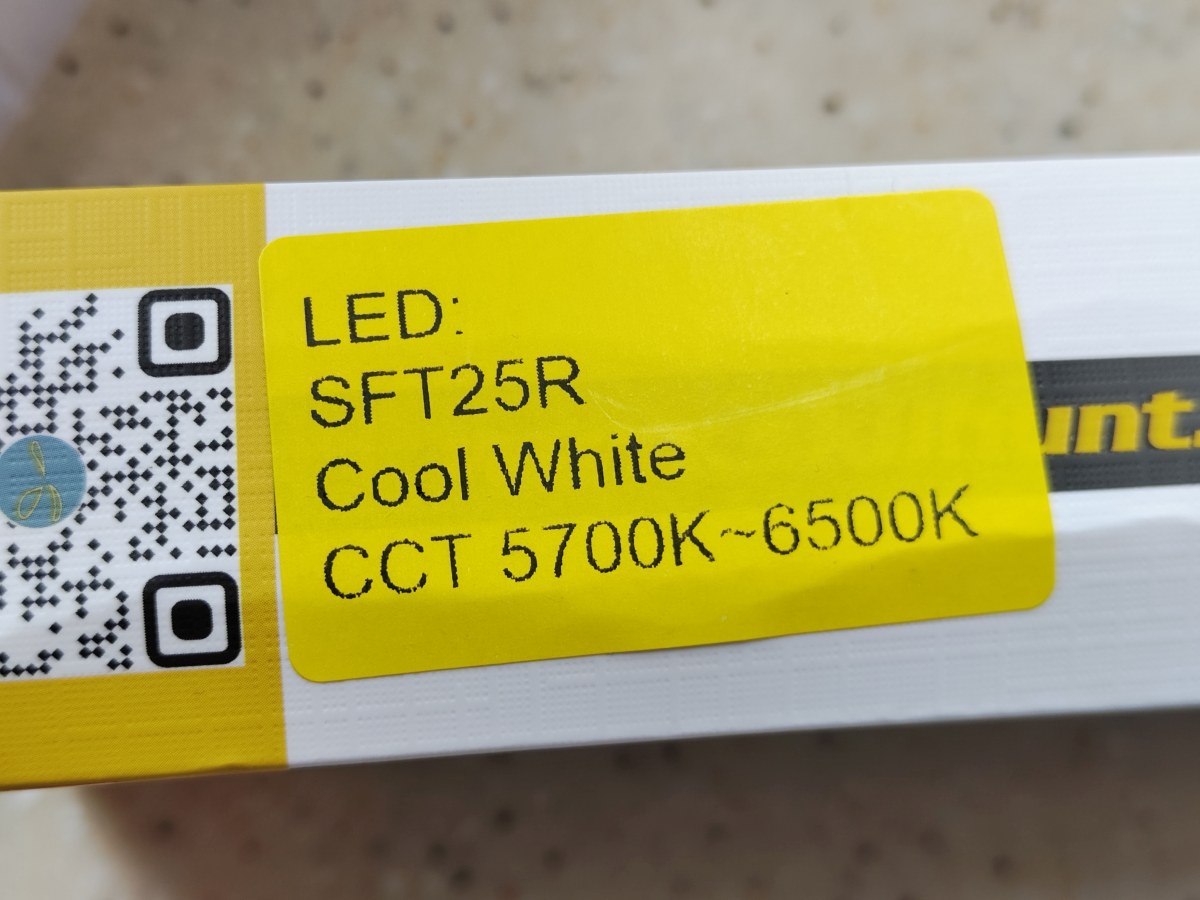 LED:
SFT25R
Cool White
CCT 5700K~6500K